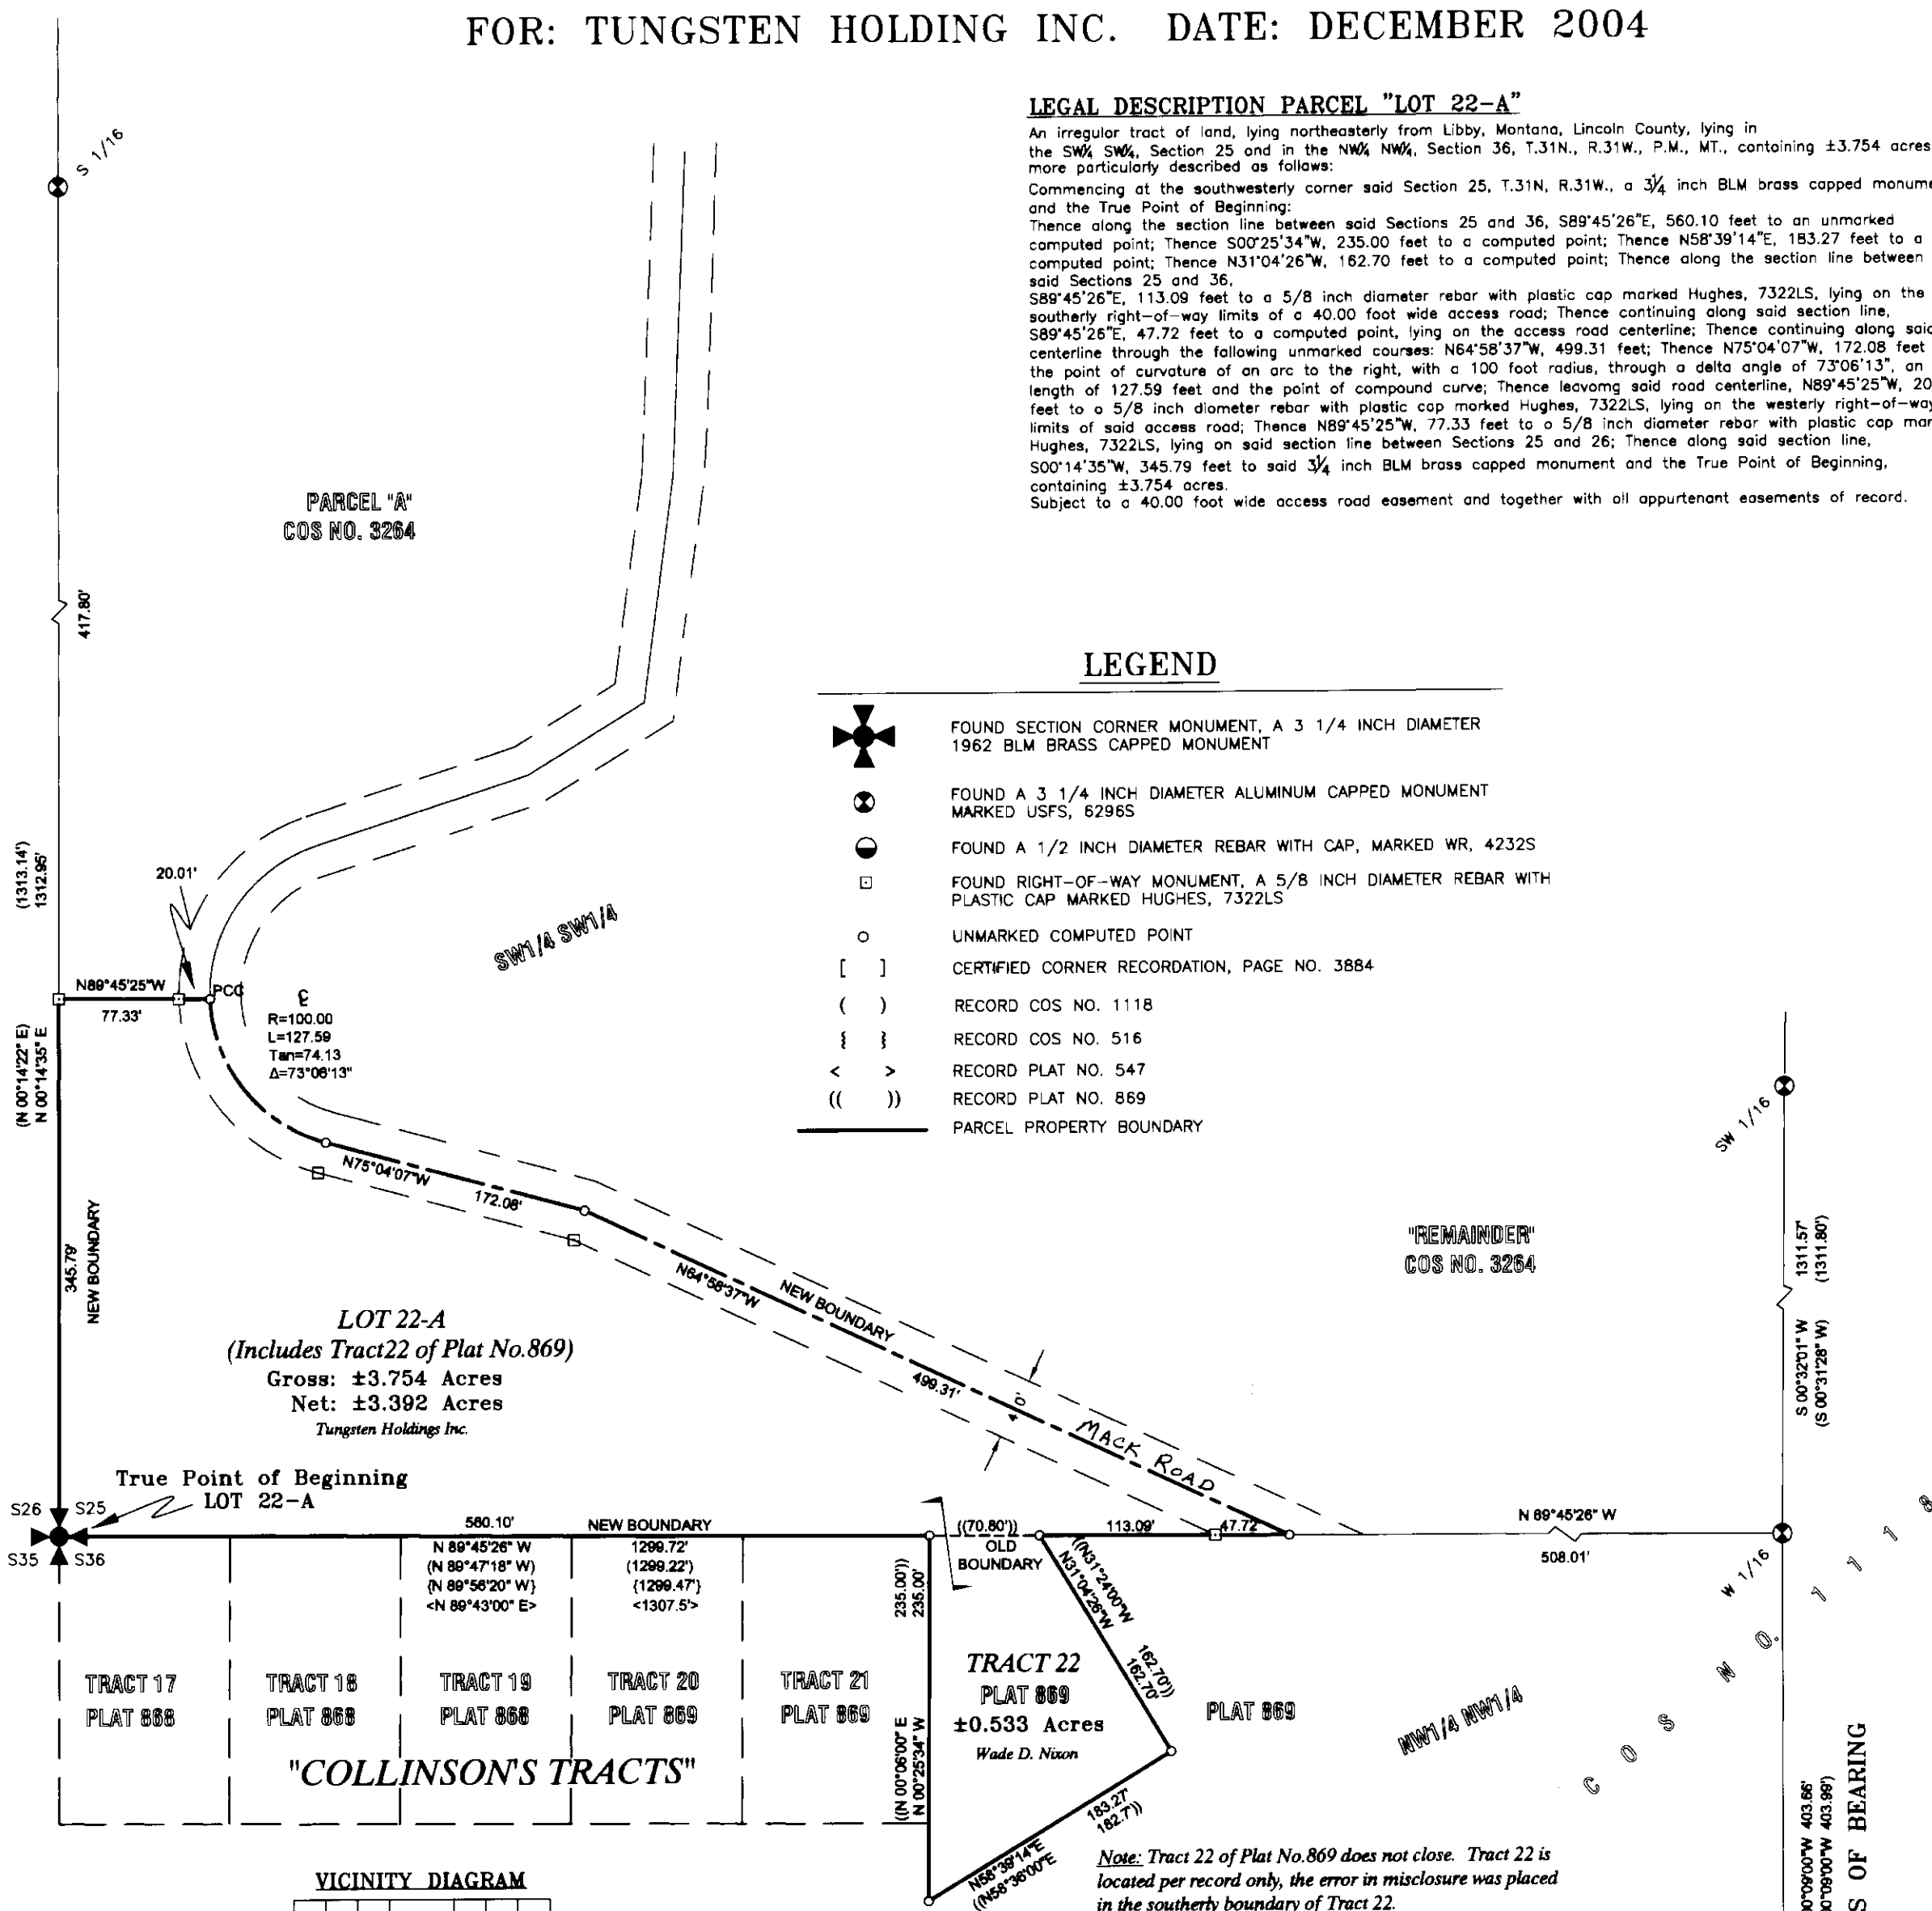 FOR: TUNGSTEN HOLDING INC. DATE: DECEMBER 2004
LEGAL DESCRIPTION PARCEL "LOT 22-A"
An irregular tract of land, lying northeasterly from Libby, Montana, Lincoln County, lying in
the SW¼ SW¼, Section 25 and in the NW¼ NW¼, Section 36, T.31N., R.31W., P.M., MT., containing ±3.754 acres
more particularly described as follows:
Commencing at the southwesterly corner said Section 25, T.31N, R.31W., a 3¼ inch BLM brass capped
and the True Point of Beginning:
Thence along the section line between said Sections 25 and 36, S89°45'26"E, 560.10 feet to an unmarked
computed point; Thence S00°25'34"W, 235.00 feet to a computed point; Thence N58°39'14"E, 183.27 feet to a
computed point; Thence N31°04'26"W, 162.70 feet to a computed point; Thence along the section line between
said Sections 25 and 36,
S89°45'26"E, 113.09 feet to a 5/8 inch diameter rebar with plastic cap marked Hughes, 7322LS, lying on the
southerly right-of-way limits of a 40.00 foot wide access road; Thence continuing along said section line,
S89°45'26"E, 47.72 feet to a computed point, lying on the access road centerline; Thence continuing along
centerline through the following unmarked courses: N64°58'37"W, 499.31 feet; Thence N75°04'07"W, 172.08 feet
the point of curvature of an arc to the right, with a 100 foot radius, through a delta angle of 73°06'13", an
length of 127.59 feet and the point of compound curve; Thence leavomg said road centerline, N89°45'25"W,
feet to a 5/8 inch diameter rebar with plastic cap marked Hughes, 7322LS, lying on the westerly right-of-way
limits of said access road; Thence N89°45'25"W, 77.33 feet to a 5/8 inch diameter rebar with plastic cap
Hughes, 7322LS, lying on said section line between Sections 25 and 26; Thence along said section line,
S00°14'35"W, 345.79 feet to said 3¼ inch BLM brass capped monument and the True Point of Beginning,
containing ±3.754 acres.
Subject to a 40.00 foot wide access road easement and together with all appurtenant easements of record.
S 1/16
PARCEL "A"
COS NO. 3264
417.80'
LEGEND
FOUND SECTION CORNER MONUMENT, A 3 1/4 INCH DIAMETER
1962 BLM BRASS CAPPED MONUMENT
FOUND A 3 1/4 INCH DIAMETER ALUMINUM CAPPED MONUMENT
MARKED USFS, 6296S
FOUND A 1/2 INCH DIAMETER REBAR WITH CAP, MARKED WR, 4232S
FOUND RIGHT-OF-WAY MONUMENT, A 5/8 INCH DIAMETER REBAR WITH
PLASTIC CAP MARKED HUGHES, 7322LS
UNMARKED COMPUTED POINT
[ ] CERTIFIED CORNER RECORDATION, PAGE NO. 3884
( ) RECORD COS NO. 1118
{ } RECORD COS NO. 516
< > RECORD PLAT NO. 547
(( )) RECORD PLAT NO. 869
PARCEL PROPERTY BOUNDARY
(1313.14')
1312.95'
20.01'
SW1/4 SW1/4
N89°45'25"W
77.33'
PCC
℄
R=100.00
L=127.59
Tan=74.13
Δ=73°06'13"
(N 00°14'22" E)
N 00°14'35" E
N75°04'07"W
172.08'
SW 1/16
345.79'
NEW BOUNDARY
N64°58'37"W
NEW BOUNDARY
499.31'
40'
MACK ROAD
"REMAINDER"
COS NO. 3264
1311.57'
(1311.80')
S 00°32'01" W
(S 00°31'28" W)
LOT 22-A
(Includes Tract22 of Plat No.869)
Gross: ±3.754 Acres
Net: ±3.392 Acres
Tungsten Holdings Inc.
True Point of Beginning
LOT 22-A
S26 S25
S35 S36
560.10'
NEW BOUNDARY
((70.80'))
OLD
BOUNDARY
113.09'
47.72'
N 89°45'26" W
508.01'
W 1/16
N 89°45'26" W 1299.72'
(N 89°47'18" W) (1299.22')
{N 89°56'20" W} {1299.47'}
<N 89°43'00" E> <1307.5'>
235.00'))
235.00'
((N31°24'00"W
N31°04'26"W
162.70'))
162.70'
TRACT 17
PLAT 868
TRACT 18
PLAT 868
TRACT 19
PLAT 868
TRACT 20
PLAT 869
TRACT 21
PLAT 869
TRACT 22
PLAT 869
±0.533 Acres
Wade D. Nixon
PLAT 869
NW1/4 NW1/4
COS NO. 1118
"COLLINSON'S TRACTS"
((N 00°06'00" E
N 00°25'34" W
183.27'
182.7'))
N58°39'14"E
((N58°36'00"E
Note: Tract 22 of Plat No.869 does not close. Tract 22 is
located per record only, the error in misclosure was placed
in the southerly boundary of Tract 22.
VICINITY DIAGRAM
00°09'00"W 403.66'
00°09'00"W 403.99')
S OF BEARING